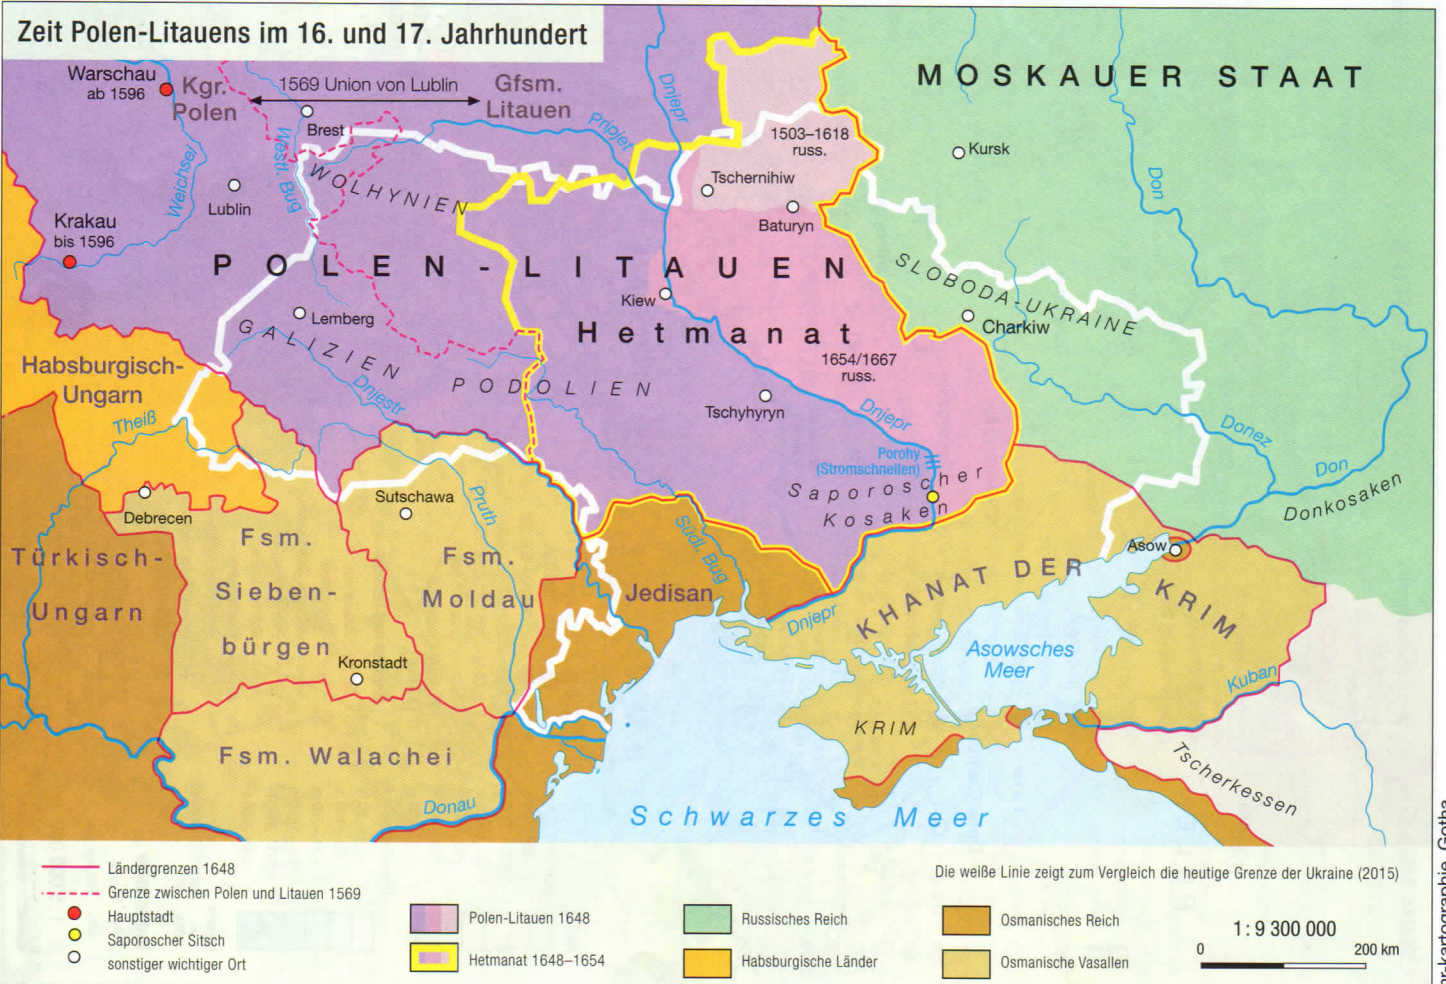 Zeit Polen-Litauens im 16. und 17. Jahrhundert
Warschau
ab 1596
Kgr.
Polen
1569 Union von Lublin
Gfsm.
Litauen
Dnjepr
MOSKAUER STAAT
Brest
Pripjet
1503–1618
russ.
Kursk
Westl. Bug
Weichsel
WOLHYNIEN
Tschernihiw
Don
Lublin
Krakau
bis 1596
Baturyn
POLEN-LITAUEN
SLOBODA-UKRAINE
Kiew
Lemberg
Hetmanat
Charkiw
GALIZIEN
Habsburgisch-
Ungarn
1654/1667
russ.
PODOLIEN
Dnjestr
Tschyhyryn
Dnjepr
Theiß
Donez
Porohy
(Stromschnellen)
Don
Saporoscher
Kosaken
Donkosaken
Debrecen
Sutschawa
Pruth
Südl. Bug
Asow
Türkisch-
Ungarn
Fsm.
Sieben-
bürgen
Fsm.
Moldau
Jedisan
Dnjepr
KHANAT DER
KRIM
Asowsches
Meer
Kronstadt
Kuban
KRIM
Fsm. Walachei
Tscherkessen
Donau
Schwarzes Meer
Ländergrenzen 1648
Grenze zwischen Polen und Litauen 1569
Hauptstadt
Saporoscher Sitsch
sonstiger wichtiger Ort
Polen-Litauen 1648
Hetmanat 1648–1654
Russisches Reich
Habsburgische Länder
Osmanisches Reich
Osmanische Vasallen
Die weiße Linie zeigt zum Vergleich die heutige Grenze der Ukraine (2015)
1 : 9 300 000
0
200 km
kartographie, Gotha